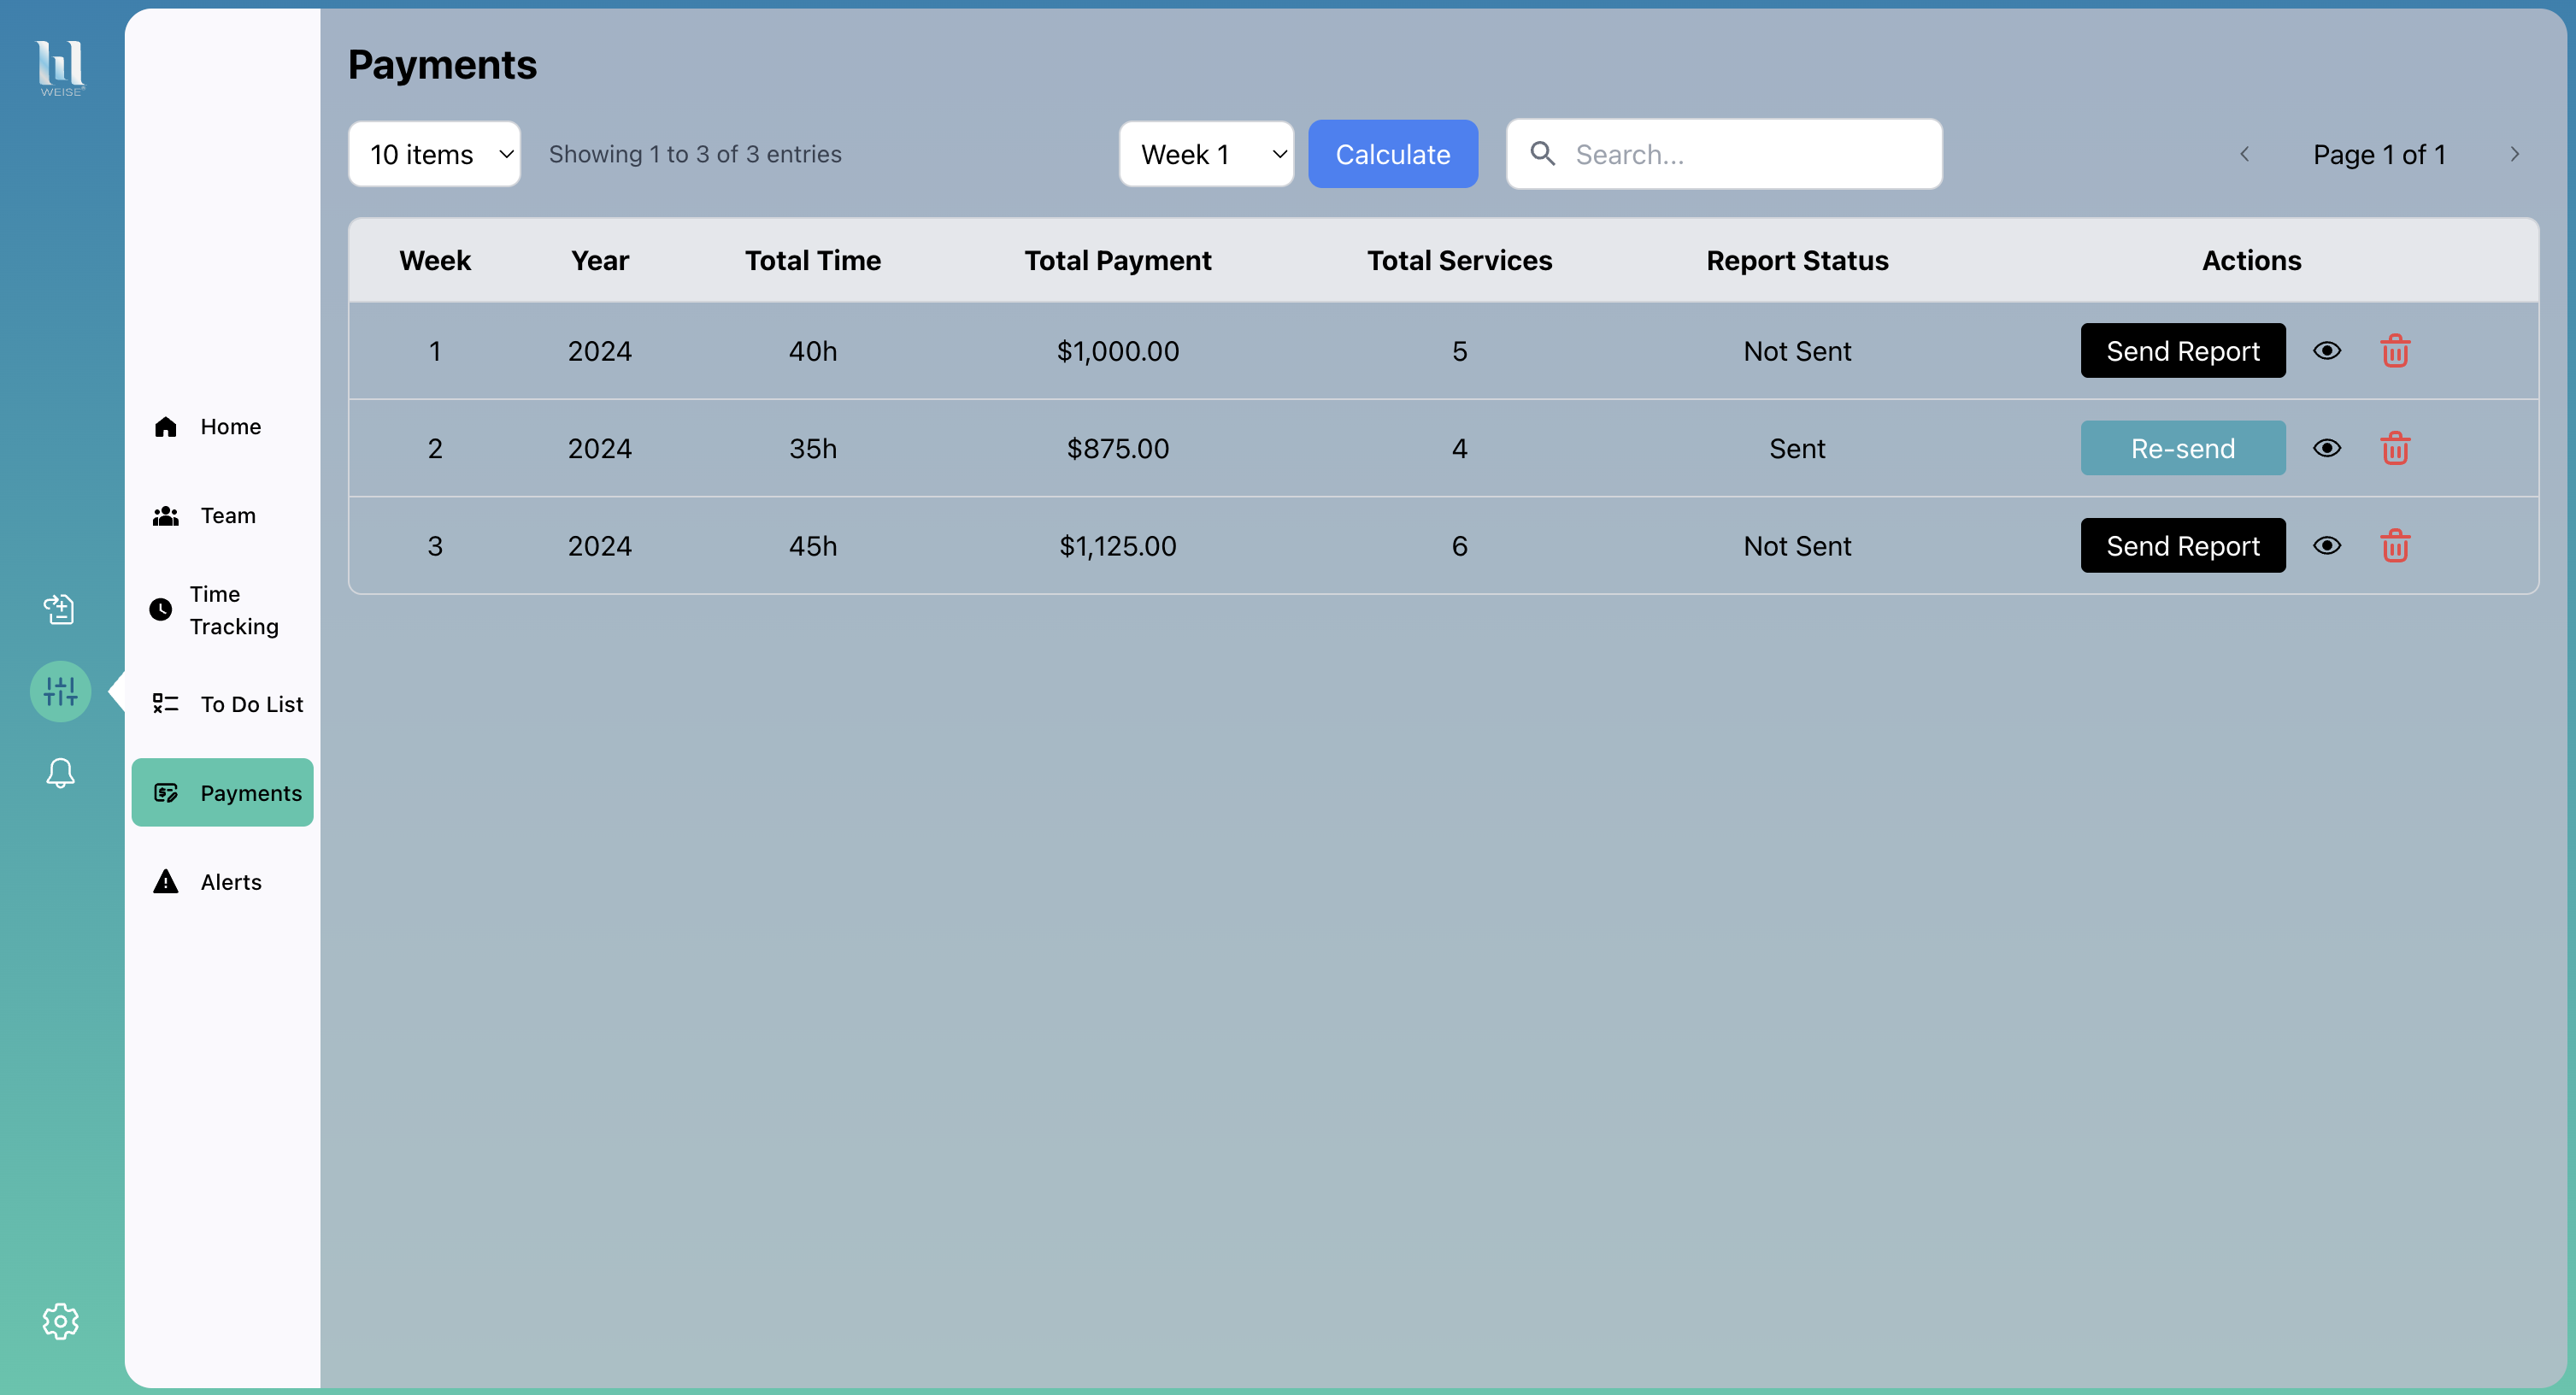 WEISE®
Payments
10 items
Showing 1 to 3 of 3 entries
Week 1
Calculate
Search...
Page 1 of 1
Week Year Total Time Total Payment Total Services Report Status Actions
1 2024 40h $1,000.00 5 Not Sent Send Report
2 2024 35h $875.00 4 Sent Re-send
3 2024 45h $1,125.00 6 Not Sent Send Report
Home
Team
Time
Tracking
To Do List
Payments
Alerts